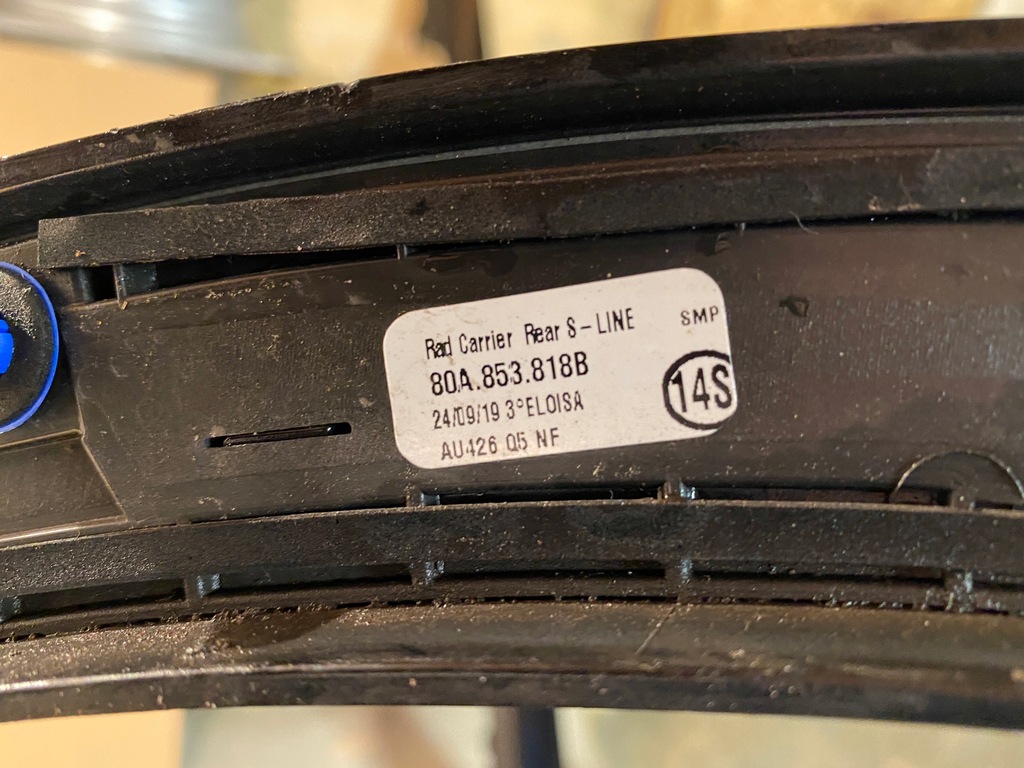 Rad Carrier Rear S-LINE SMP
80A.853.818B
14S
24/09/19 3°ELOISA
AU426 Q5 NF